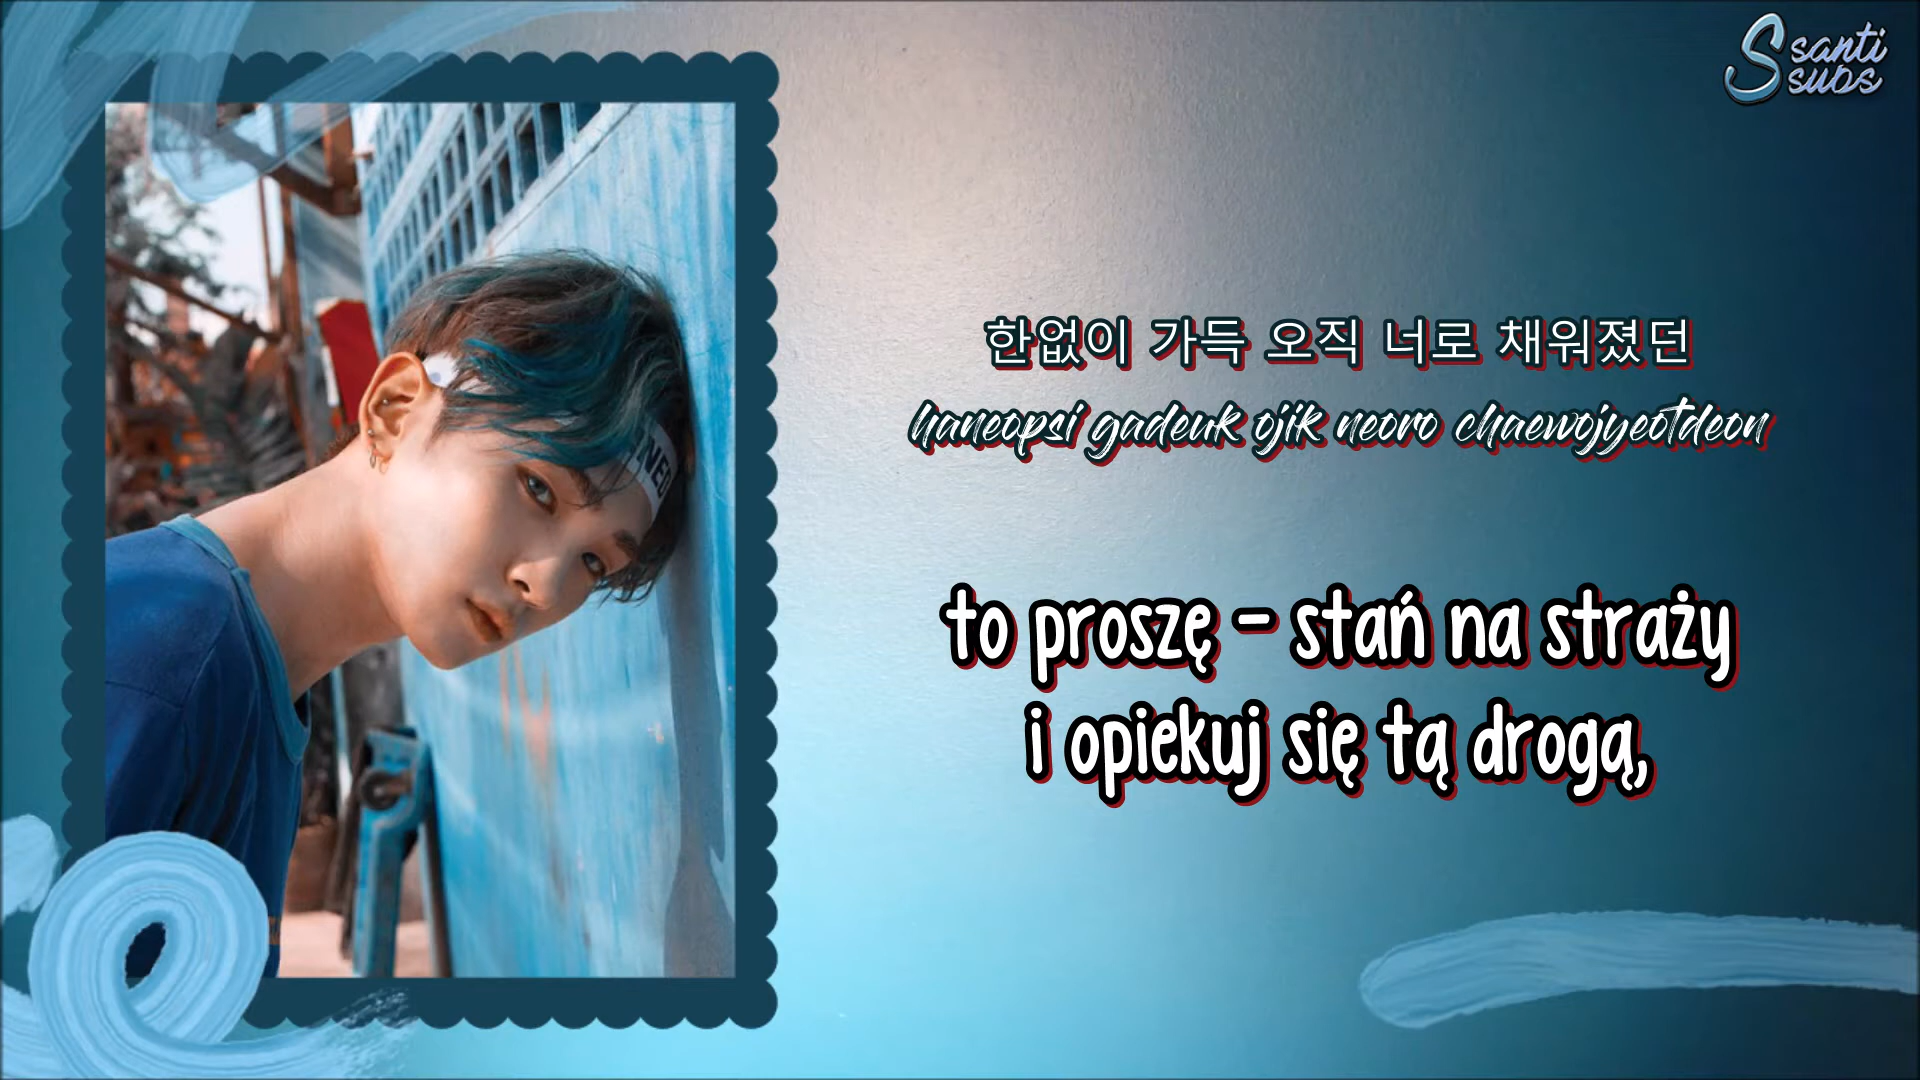 Ssanti
subs
한없이 가득 오직 너로 채워졌던
haneopsi gadeuk ojik neoro chaewojyeotdeon
to proszę - stań na straży
i opiekuj się tą drogą,